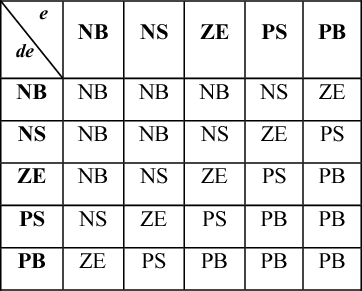 e
de NB NS ZE PS PB
NB NB NB NB NS ZE
NS NB NB NS ZE PS
ZE NB NS ZE PS PB
PS NS ZE PS PB PB
PB ZE PS PB PB PB